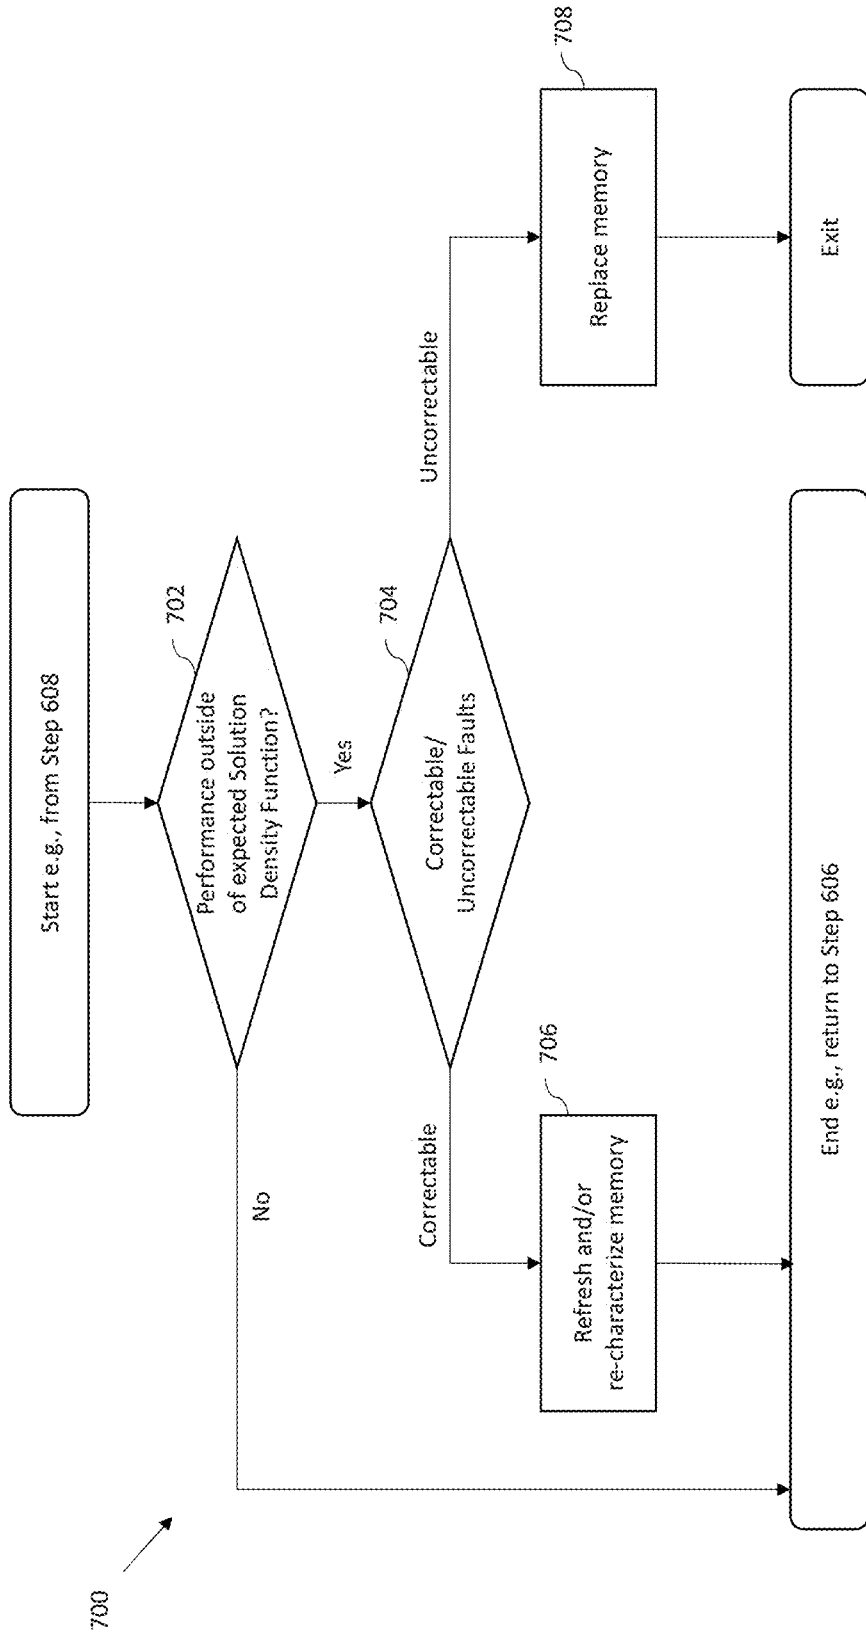 700
Start e.g., from Step 608
702
Performance outside
of expected Solution
Density Function?
No
Yes
704
Correctable/
Uncorrectable Faults
Correctable
Uncorrectable
706
Refresh and/or
re-characterize memory
708
Replace memory
End e.g., return to Step 606
Exit